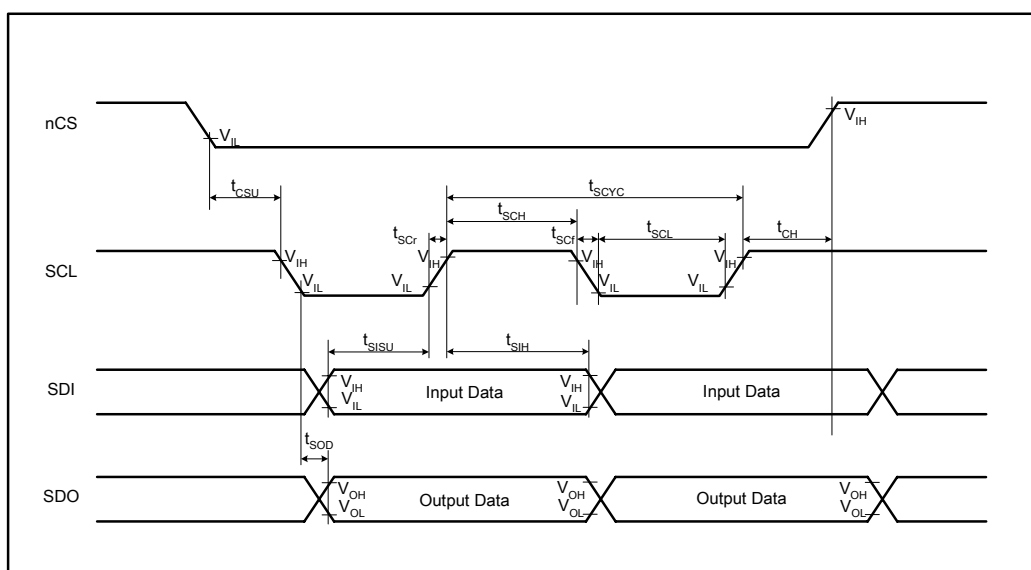 nCS
VIL
VIH
tCSU
tSCYC
tSCH
tSCr
tSCf
tSCL
tCH
SCL
VIH
VIL
VIL
VIH
VIH
VIL
VIL
VIH
tSISU
tSIH
SDI
VIH
VIL
Input Data
VIH
VIL
Input Data
tSOD
SDO
VOH
VOL
Output Data
VOH
VOL
Output Data
VOH
VOL